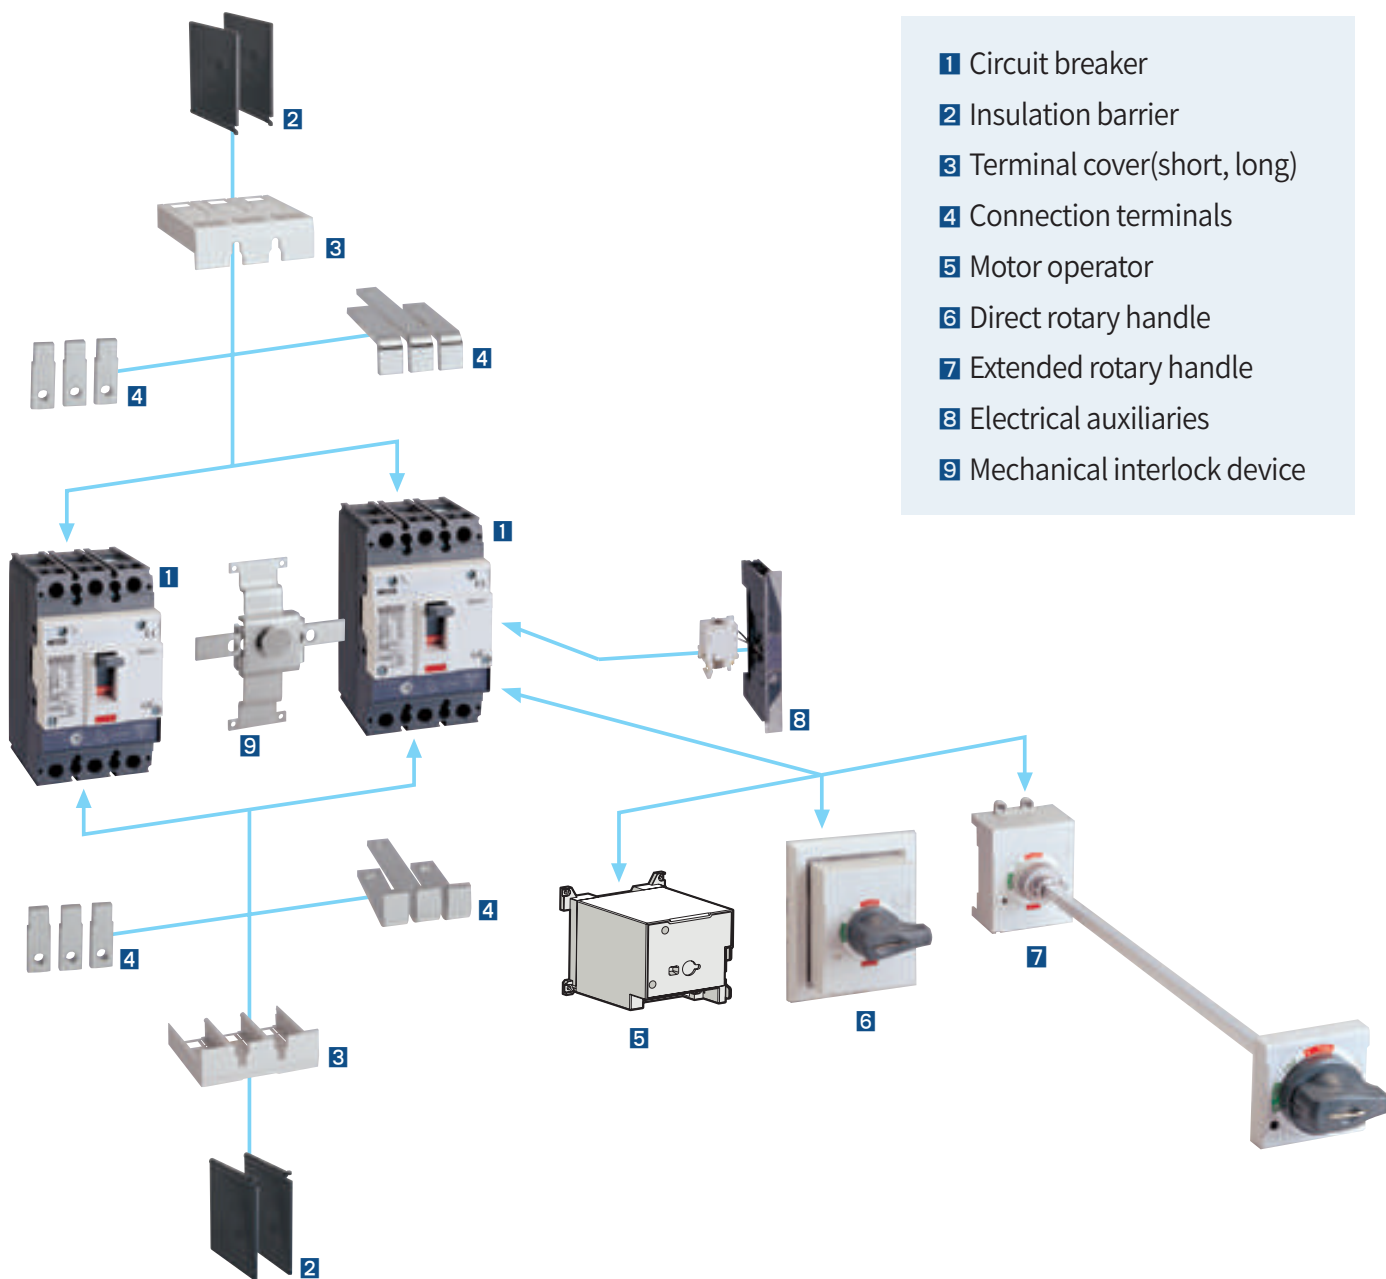 1 Circuit breaker
2 Insulation barrier
3 Terminal cover(short, long)
4 Connection terminals
5 Motor operator
6 Direct rotary handle
7 Extended rotary handle
8 Electrical auxiliaries
9 Mechanical interlock device
2
3
4
4
1
1
9
8
4
4
5
6
7
3
2